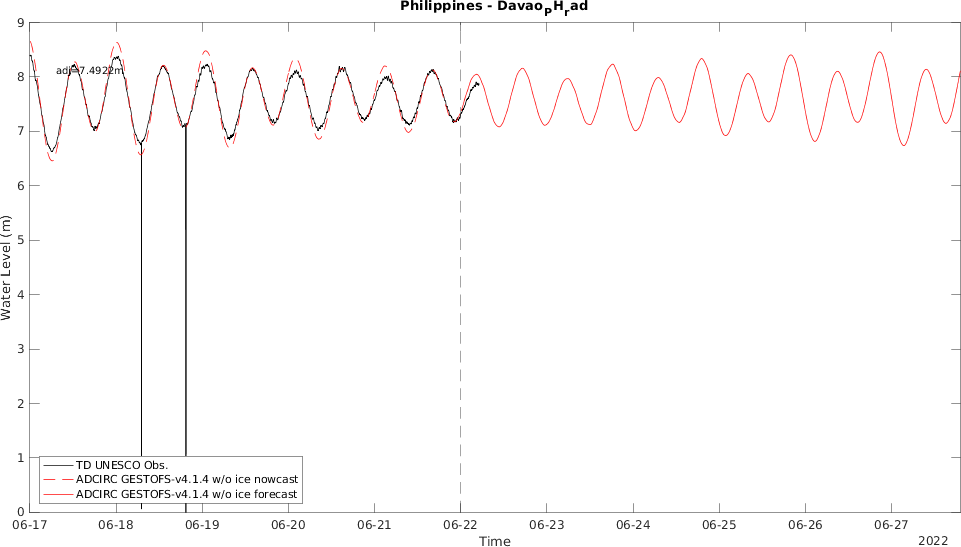 Philippines - DavaoPHrad
9
8
7
6
5
4
3
2
1
0
adj=7.4922m
Water Level (m)
TD UNESCO Obs.
ADCIRC GESTOFS-v4.1.4 w/o ice nowcast
ADCIRC GESTOFS-v4.1.4 w/o ice forecast
06-17 06-18 06-19 06-20 06-21 06-22 06-23 06-24 06-25 06-26 06-27
Time
2022